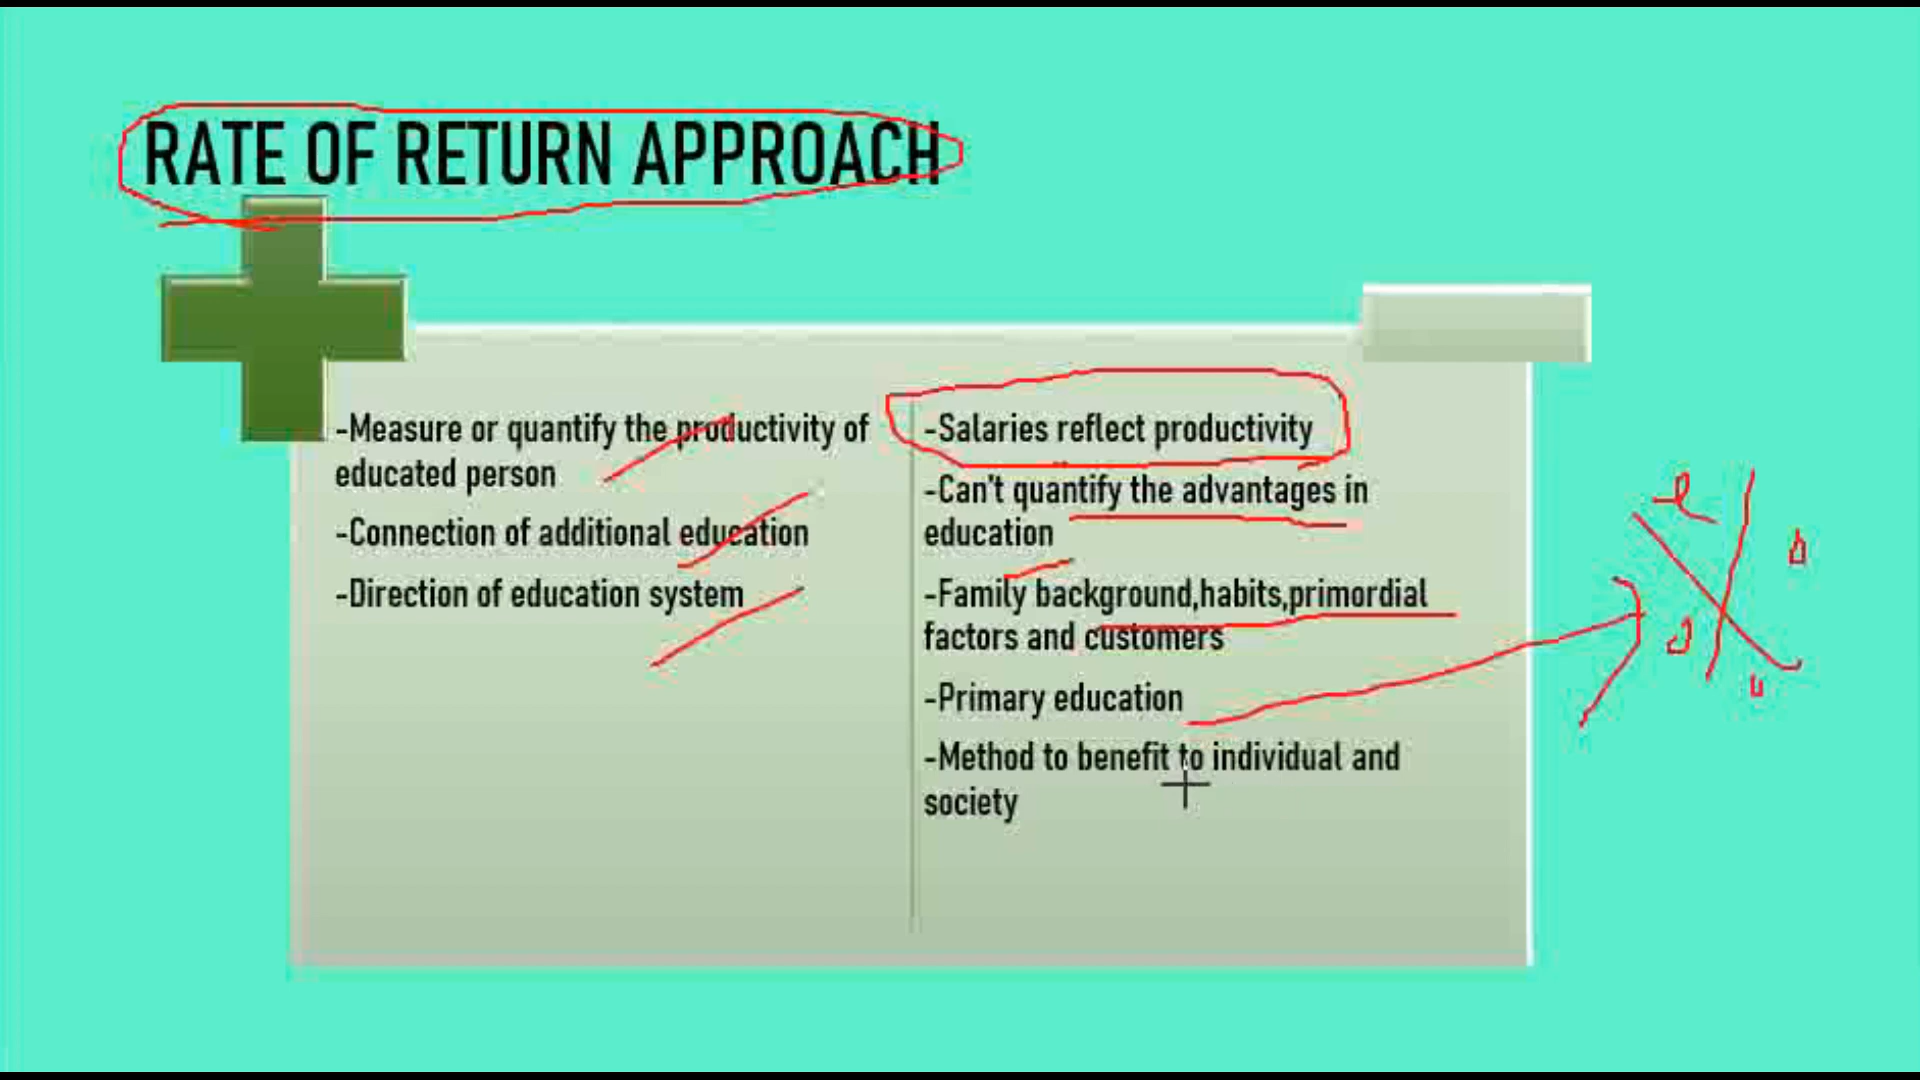 RATE OF RETURN APPROACH
-Measure or quantify the productivity of
educated person
-Connection of additional education
-Direction of education system
-Salaries reflect productivity
-Can't quantify the advantages in
education
-Family background,habits,primordial
factors and customers
-Primary education
-Method to benefit to individual and
society